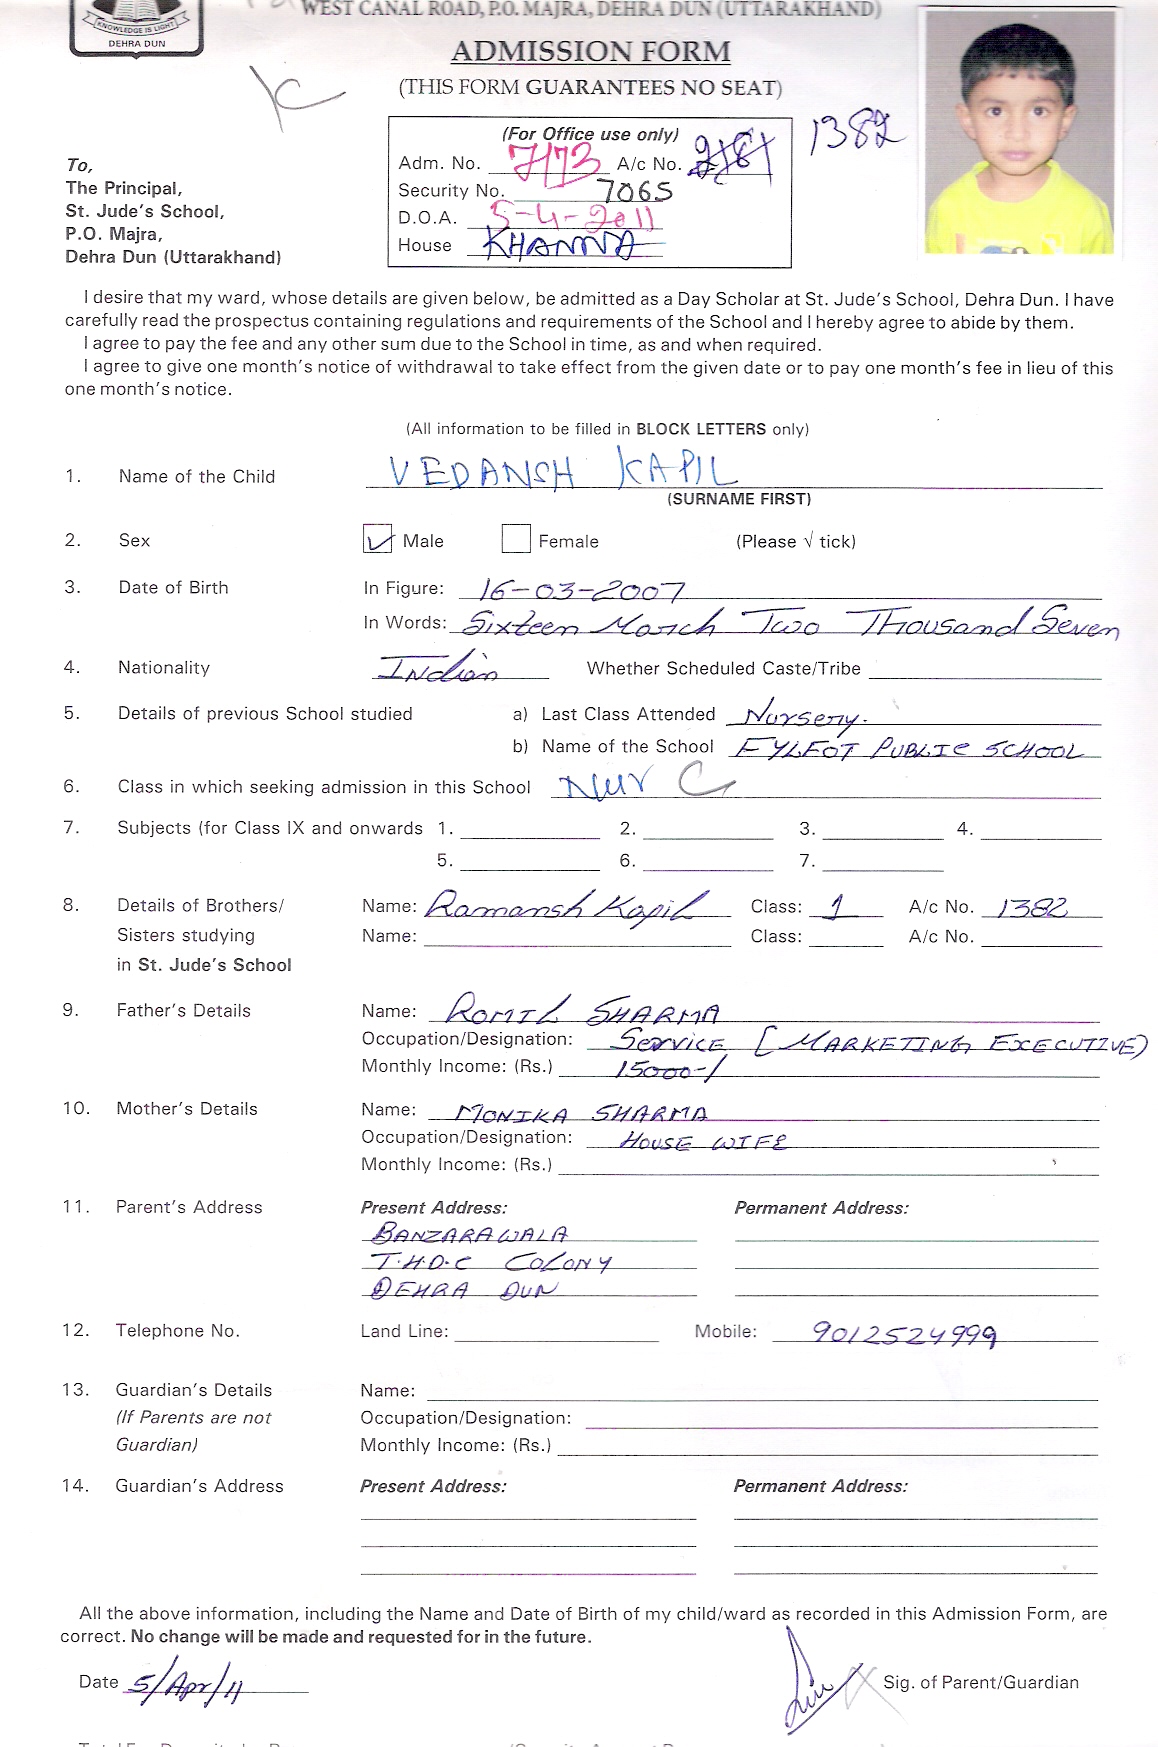 KNOWLEDGE IS LIGHT
DEHRA DUN
WEST CANAL ROAD, P.O. MAJRA, DEHRA DUN (UTTARAKHAND)
ADMISSION FORM
(THIS FORM GUARANTEES NO SEAT)
(For Office use only)
Adm. No. 7173 A/c No. 1382
Security No. 7065
D.O.A. 5-4-2011
House KHANNA
To,
The Principal,
St. Jude's School,
P.O. Majra,
Dehra Dun (Uttarakhand)
I desire that my ward, whose details are given below, be admitted as a Day Scholar at St. Jude's School, Dehra Dun. I have
carefully read the prospectus containing regulations and requirements of the School and I hereby agree to abide by them.
I agree to pay the fee and any other sum due to the School in time, as and when required.
I agree to give one month's notice of withdrawal to take effect from the given date or to pay one month's fee in lieu of this
one month's notice.
(All information to be filled in BLOCK LETTERS only)
1. Name of the Child VEDANSH KAPIL
(SURNAME FIRST)
2. Sex Male Female (Please √ tick)
3. Date of Birth In Figure: 16-03-2007
In Words: Sixteen March Two Thousand Seven
4. Nationality Indian Whether Scheduled Caste/Tribe
5. Details of previous School studied a) Last Class Attended Nursery.
b) Name of the School FYLFOT PUBLIC SCHOOL
6. Class in which seeking admission in this School Nur C
7. Subjects (for Class IX and onwards 1. 2. 3. 4.
5. 6. 7.
8. Details of Brothers/ Name: Ramansh Kapil Class: 1 A/c No. 1382
Sisters studying Name: Class: A/c No.
in St. Jude's School
9. Father's Details Name: ROMIL SHARMA
Occupation/Designation: Service [MARKETING EXECUTIVE)
Monthly Income: (Rs.) 15000-/
10. Mother's Details Name: MONIKA SHARMA
Occupation/Designation: HOUSE WIFE
Monthly Income: (Rs.)
11. Parent's Address Present Address: Permanent Address:
BANZARAWALA
T.H.D.C COLONY
DEHRA DUN
12. Telephone No. Land Line: Mobile: 9012524999
13. Guardian's Details Name:
(If Parents are not Occupation/Designation:
Guardian) Monthly Income: (Rs.)
14. Guardian's Address Present Address: Permanent Address:
All the above information, including the Name and Date of Birth of my child/ward as recorded in this Admission Form, are
correct. No change will be made and requested for in the future.
Date 5/Apr/11 Sig. of Parent/Guardian